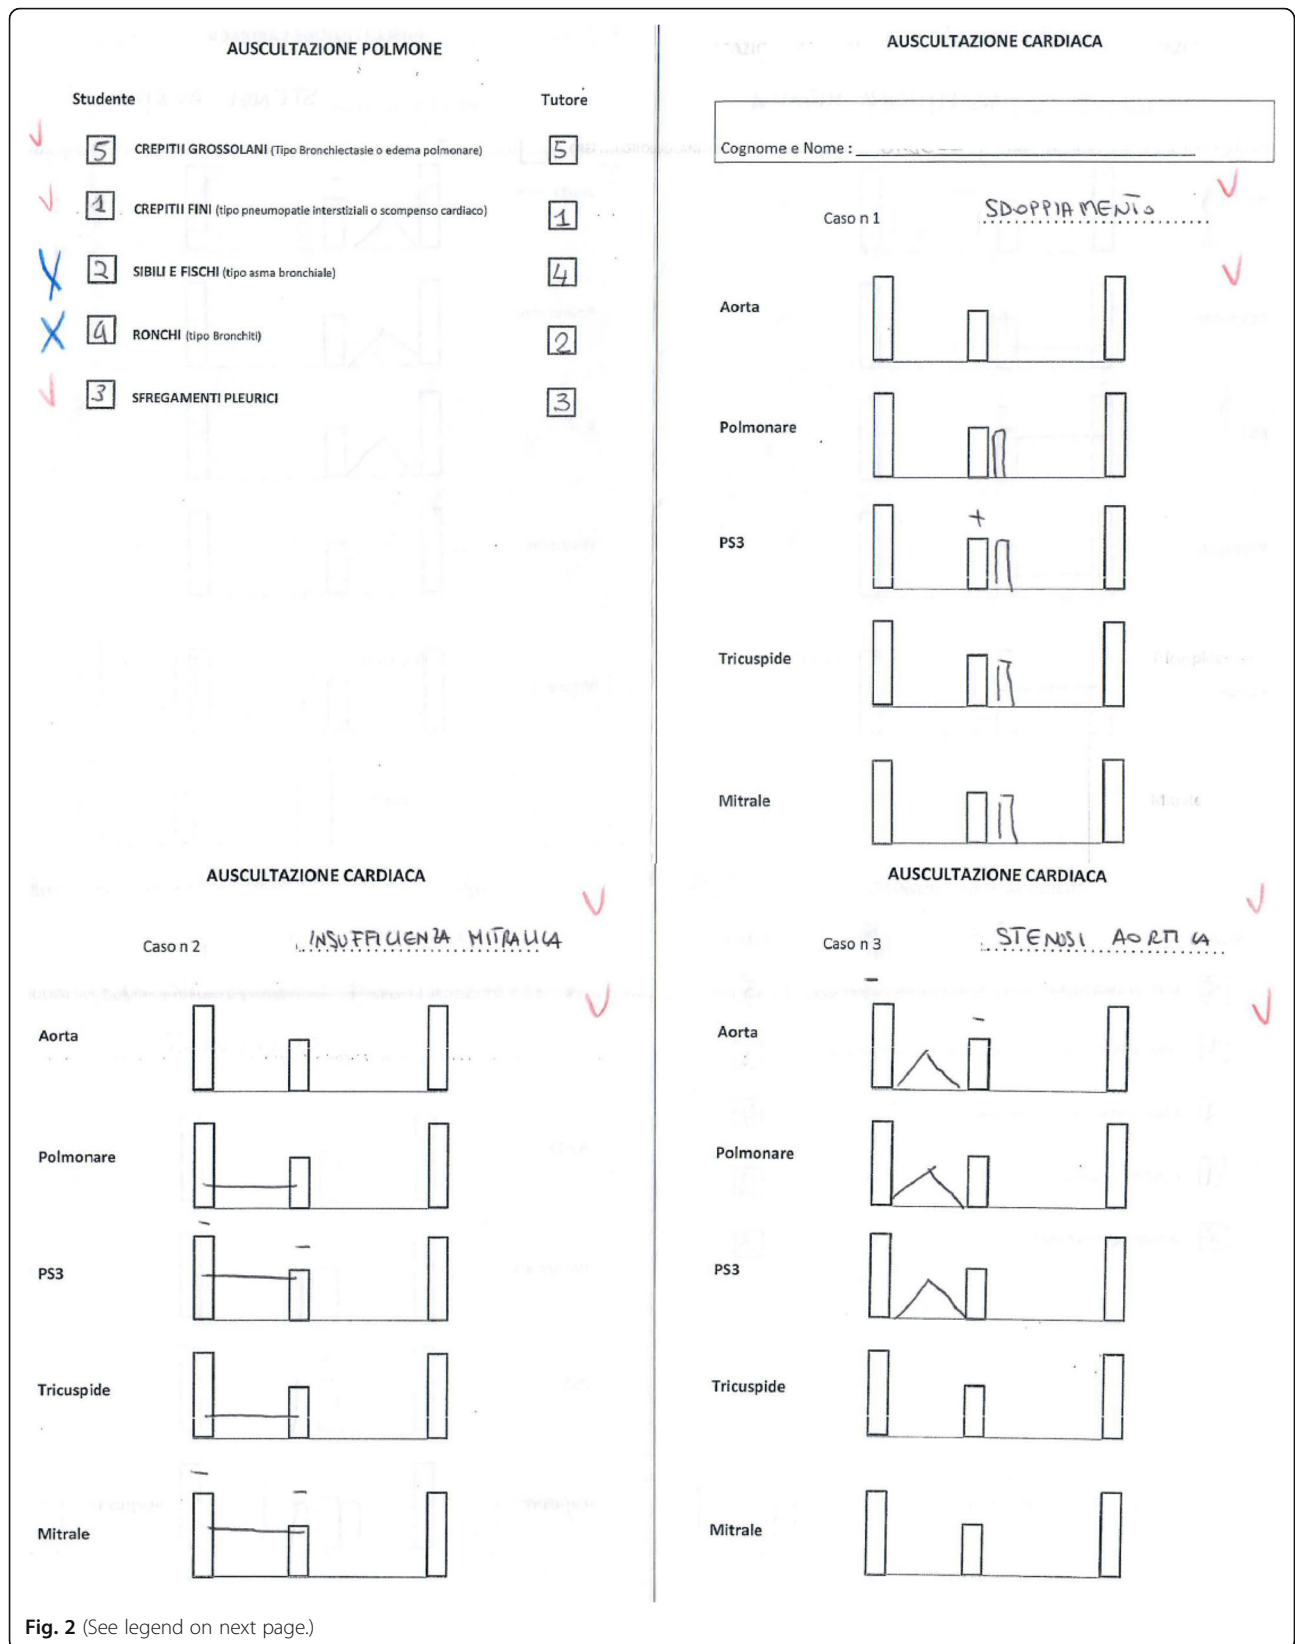 AUSCULTAZIONE POLMONE
Studente Tutore
5 CREPITII GROSSOLANI (Tipo Bronchiectasie o edema polmonare) 5
1 CREPITII FINI (tipo pneumopatie interstiziali o scompenso cardiaco) 1
2 SIBILI E FISCHI (tipo asma bronchiale) 4
4 RONCHI (tipo Bronchiti) 2
3 SFREGAMENTI PLEURICI 3
AUSCULTAZIONE CARDIACA
Cognome e Nome :
Caso n 1 SDOPPIAMENTO
Aorta
Polmonare
+
PS3
Tricuspide
Mitrale
AUSCULTAZIONE CARDIACA
Caso n 2 INSUFFICIENZA MITRALICA
Aorta
Polmonare
- -
PS3
Tricuspide
- -
Mitrale
AUSCULTAZIONE CARDIACA
Caso n 3 STENOSI AORTICA
- -
Aorta
Polmonare
PS3
Tricuspide
Mitrale
Fig. 2 (See legend on next page.)